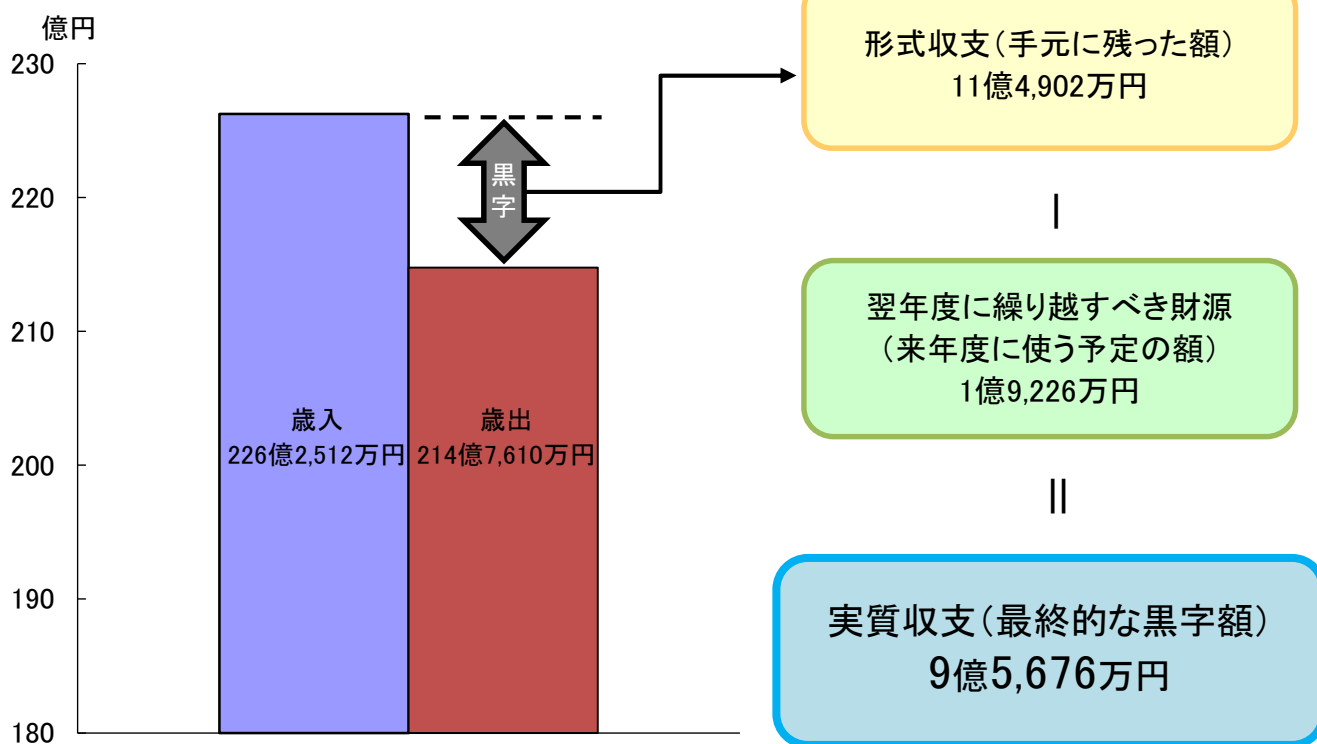 億円
230
220
210
200
190
180
黒
字
歳入
226億2,512万円
歳出
214億7,610万円
形式収支(手元に残った額)
11億4,902万円
|
翌年度に繰り越すべき財源
(来年度に使う予定の額)
1億9,226万円
||
実質収支(最終的な黒字額)
9億5,676万円